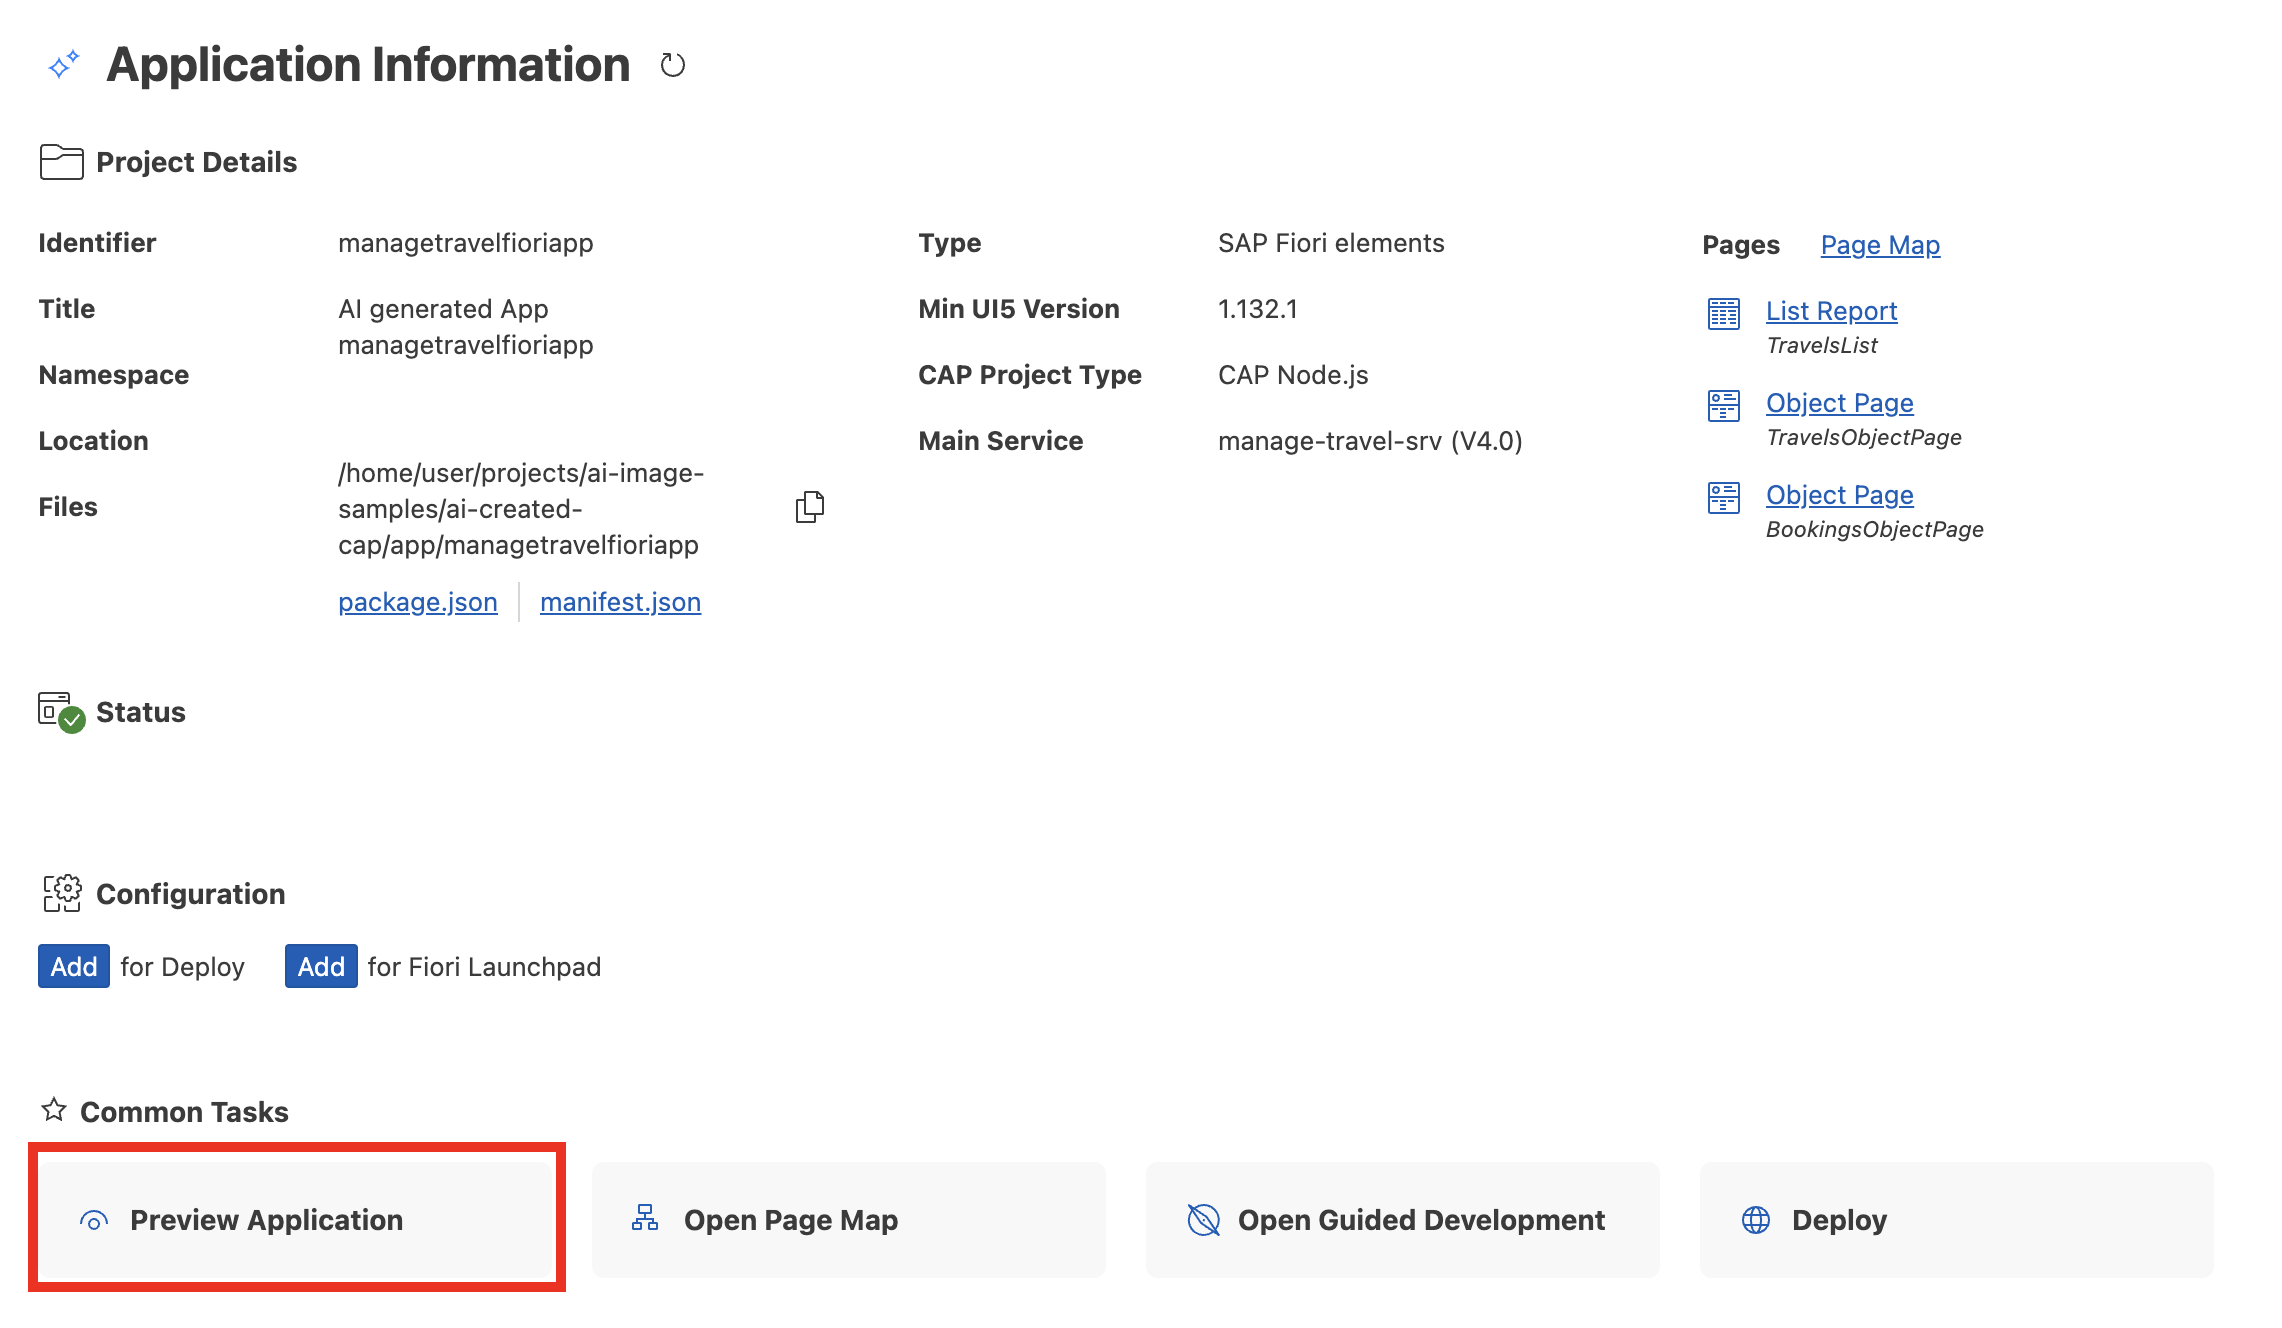 Application Information
Project Details
Identifier
managetravelfioriapp
Title
AI generated App
managetravelfioriapp
Namespace
Location
/home/user/projects/ai-image-
samples/ai-created-
cap/app/managetravelfioriapp
Files
package.json
manifest.json
Type
SAP Fiori elements
Min UI5 Version
1.132.1
CAP Project Type
CAP Node.js
Main Service
manage-travel-srv (V4.0)
Pages
Page Map
List Report
TravelsList
Object Page
TravelsObjectPage
Object Page
BookingsObjectPage
Status
Configuration
Add for Deploy
Add for Fiori Launchpad
Common Tasks
Preview Application
Open Page Map
Open Guided Development
Deploy